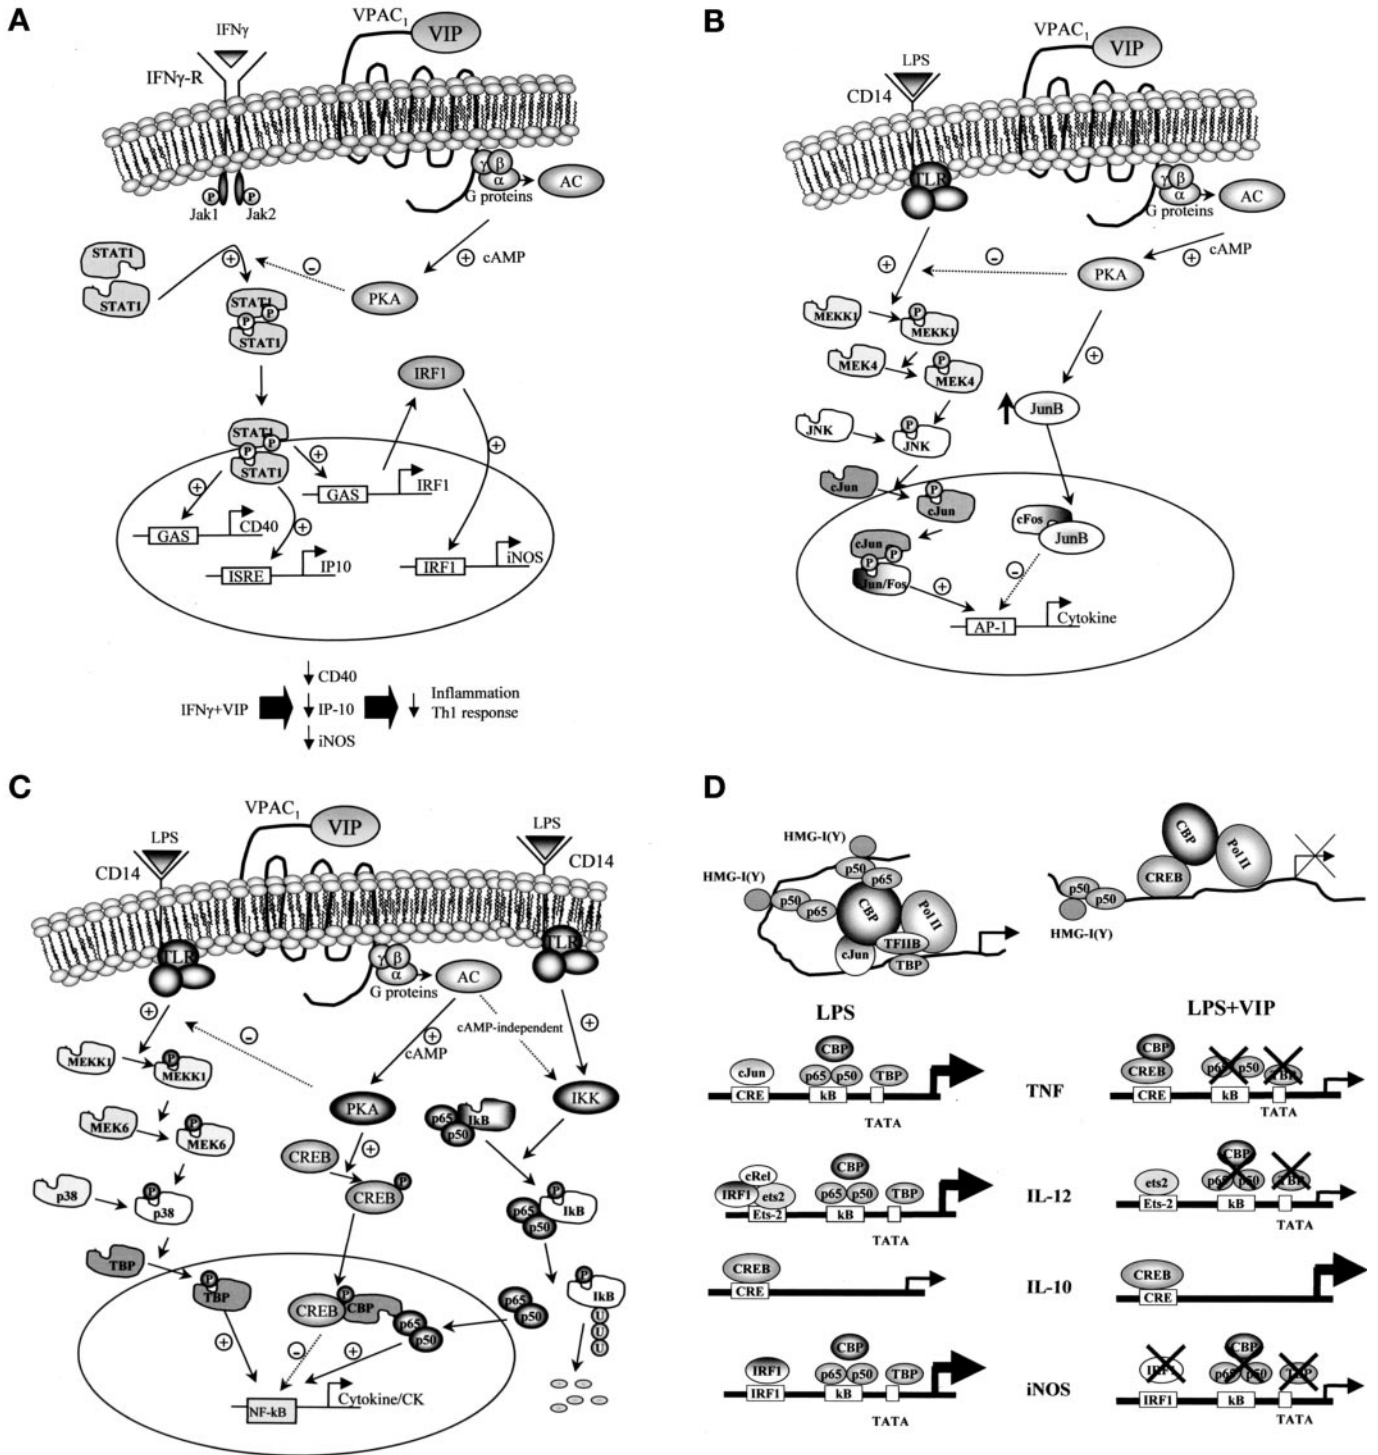 A
IFNγ
VPAC1
VIP
IFNγ-R
γ β
α
AC
G proteins
P P
Jak1 Jak2
STAT1
STAT1
+
-
+ cAMP
PKA
STAT1
P P
STAT1
IRF1
STAT1
P P
STAT1
+
+
+
+
GAS IRF1
GAS CD40
ISRE IP10
IRF1 iNOS
IFNγ+VIP
CD40
IP-10
iNOS
Inflammation
Th1 response
B
LPS
VPAC1
VIP
CD14
TLR
γ β
α
AC
G proteins
cAMP
+
-
+
PKA
MEKK1
P
MEKK1
+
MEK4
P
MEK4
JunB
JNK
P
JNK
cJun
P
cJun
cFos
JunB
cJun
P P
cJun/Fos
+
-
AP-1 Cytokine
C
LPS
VPAC1
VIP
LPS
CD14
CD14
TLR
TLR
γ β
α
AC
G proteins
+
-
+
cAMP
cAMP-independent
+
MEKK1
P
MEKK1
PKA
IKK
p65
p50
IkB
MEK6
P
MEK6
CREB
+
CREB
P
p38
P
p38
p65
p50
P
IkB
TBP
P
TBP
CREB
P
CBP
p65
p50
p65
p50
P
IkB
U
U
U
+
-
+
NF-kB Cytokine/CK
D
HMG-I(Y)
p50
p65
HMG-I(Y)
p50
p65
CBP
Pol II
TFIIB
cJun
TBP
CBP
Pol II
CREB
p50
p50
HMG-I(Y)
LPS
LPS+VIP
cJun
CRE
CBP
p65 p50
kB
TBP
TATA
TNF
CBP
CREB
CRE
p65 p50
kB
TBP
TATA
cRel
IRF1 ets2
Ets-2
CBP
p65 p50
kB
TBP
TATA
IL-12
ets2
Ets-2
CBP
p65 p50
kB
TBP
TATA
CREB
CRE
IL-10
CREB
CRE
IRF1
IRF1
CBP
p65 p50
kB
TBP
TATA
iNOS
IRF1
IRF1
CBP
p65 p50
kB
TBP
TATA